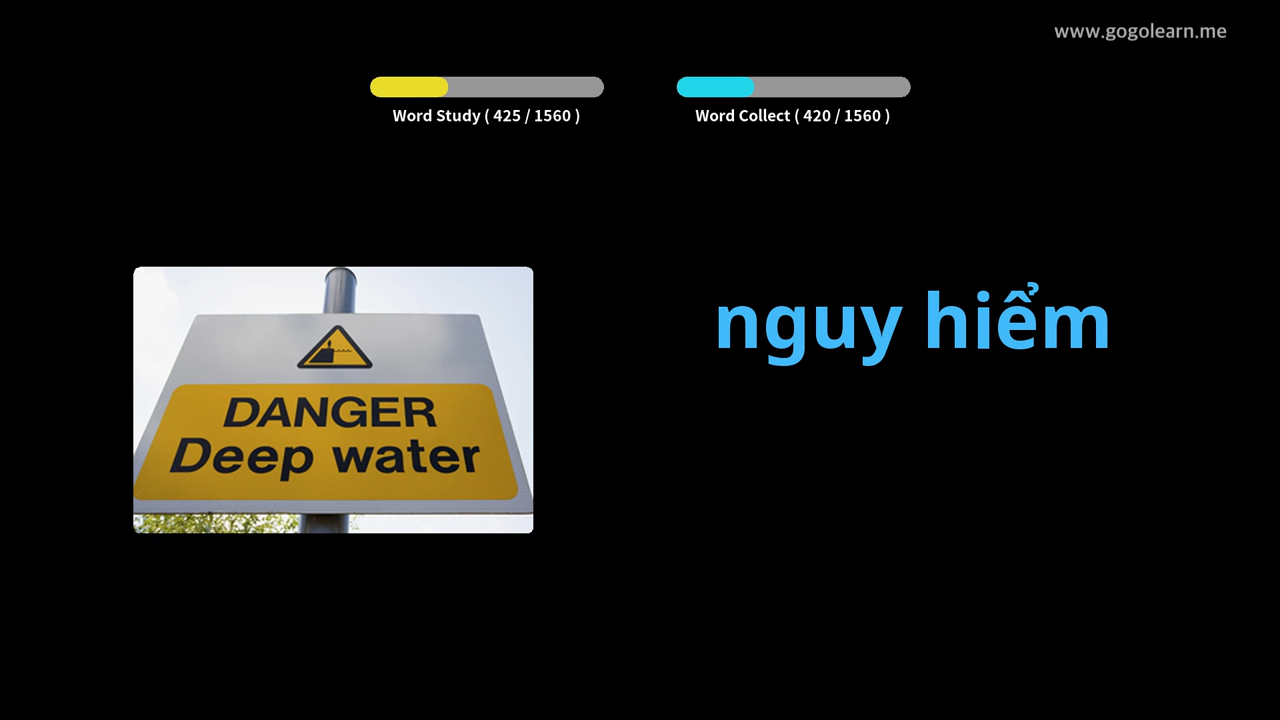 www.gogolearn.me
Word Study ( 425 / 1560 )
Word Collect ( 420 / 1560 )
nguy hiểm
DANGER
Deep water